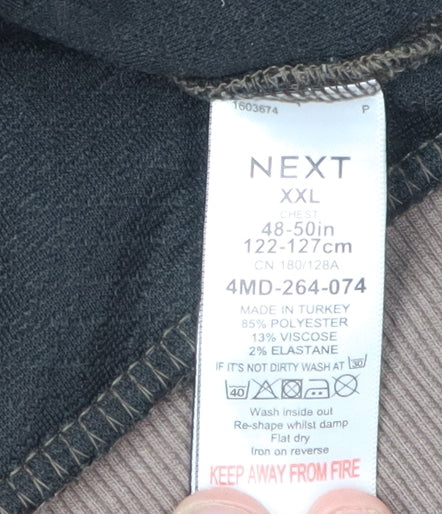 1603674 P
NEXT
XXL
CHEST
48-50in
122-127cm
CN 180/128A
4MD-264-074
MADE IN TURKEY
85% POLYESTER
13% VISCOSE
2% ELASTANE
IF IT'S NOT DIRTY WASH AT 30
40
Wash inside out
Re-shape whilst damp
Flat dry
Iron on reverse
KEEP AWAY FROM FIRE